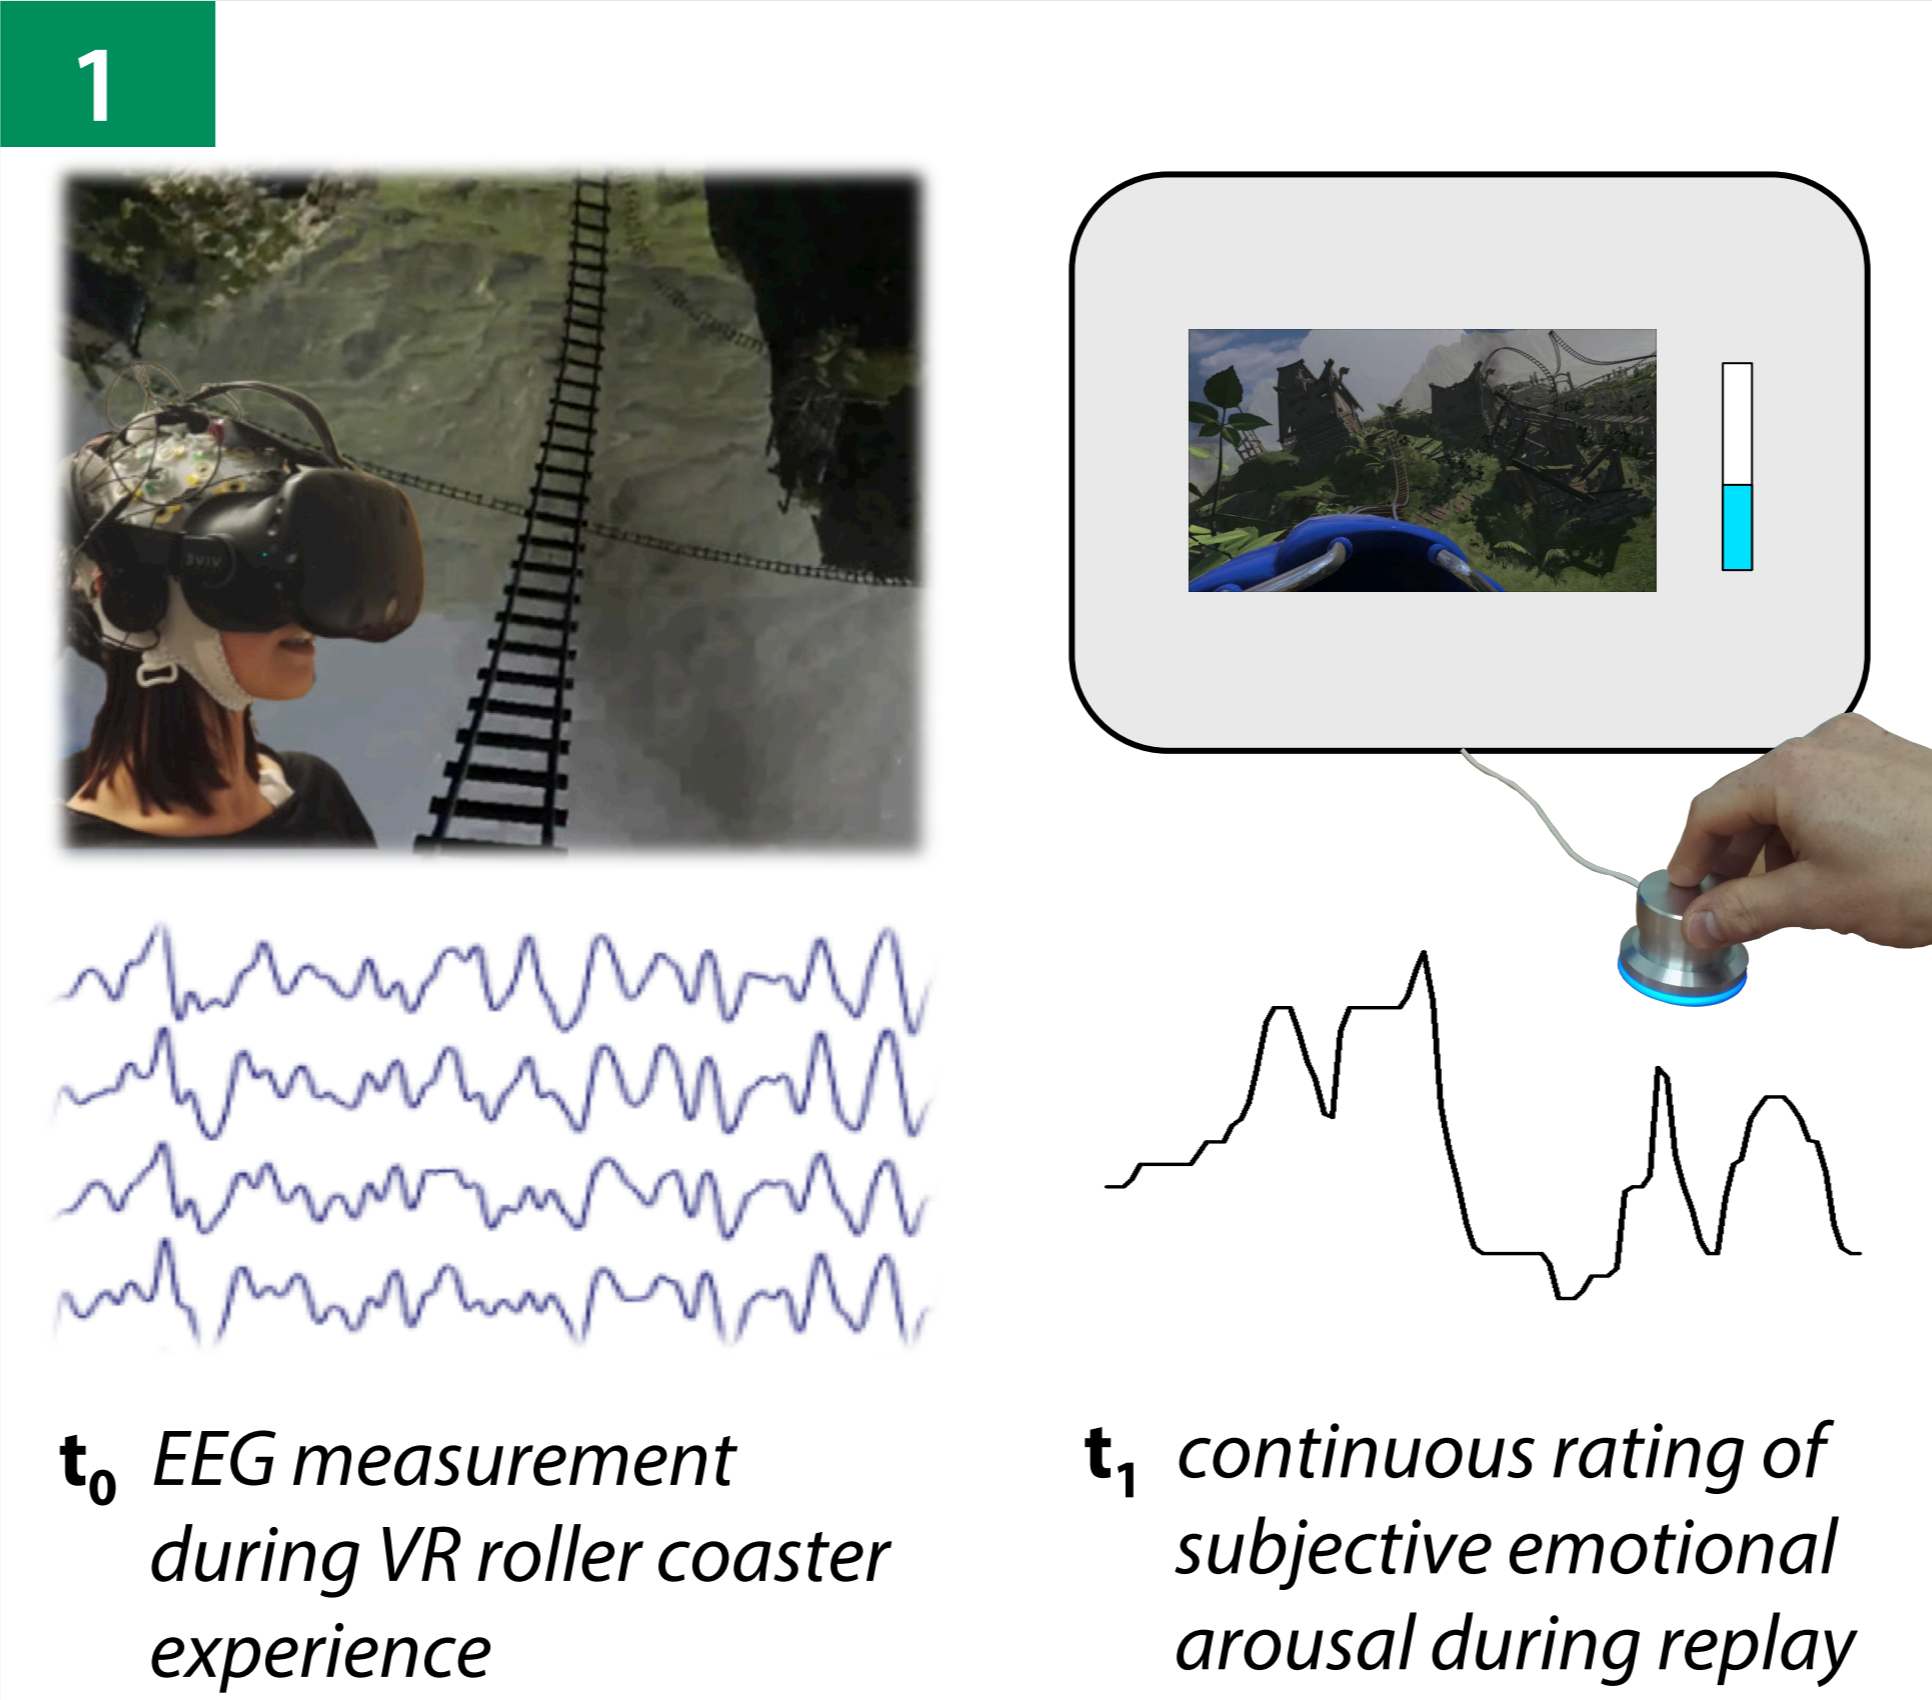 1
t₀ EEG measurement
during VR roller coaster
experience
t₁ continuous rating of
subjective emotional
arousal during replay